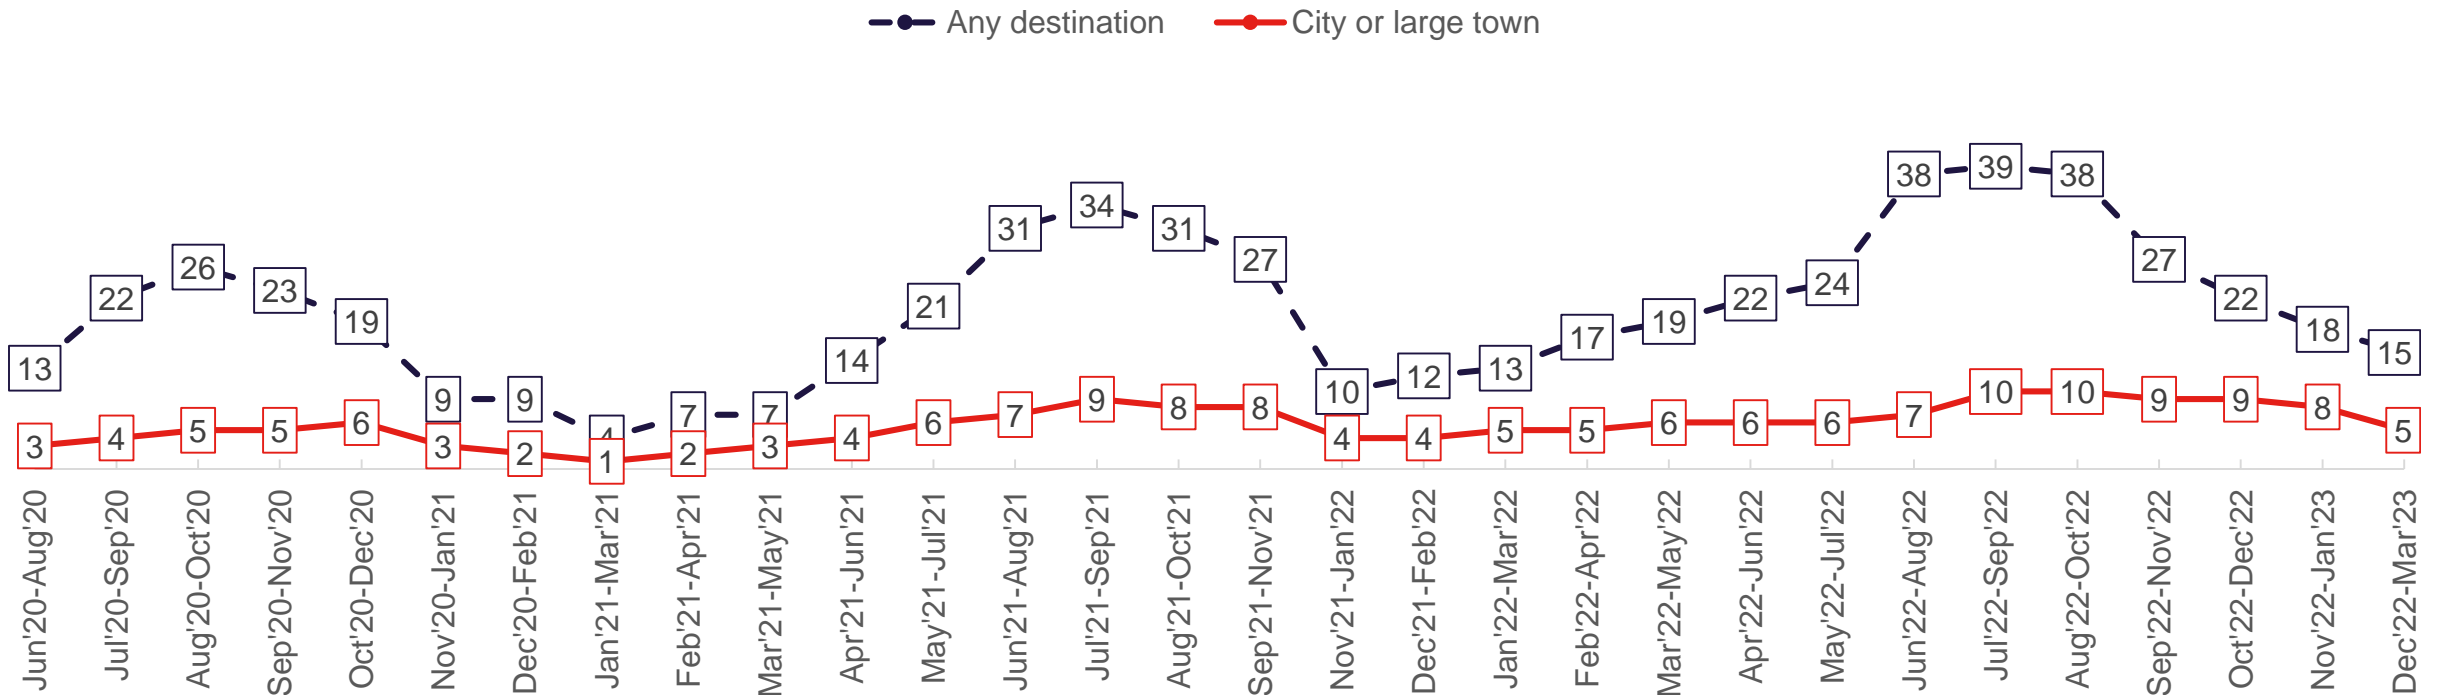 Any destination
City or large town
13 22 26 23 19 9 9 4 7 7 14 21 31 34 31 27 10 12 13 17 19 22 24 38 39 38 27 22 18 15
3 4 5 5 6 3 2 1 2 3 4 6 7 9 8 8 4 4 5 5 6 6 6 7 10 10 9 9 8 5
Jun'20-Aug'20
Jul'20-Sep'20
Aug'20-Oct'20
Sep'20-Nov'20
Oct'20-Dec'20
Nov'20-Jan'21
Dec'20-Feb'21
Jan'21-Mar'21
Feb'21-Apr'21
Mar'21-May'21
Apr'21-Jun'21
May'21-Jul'21
Jun'21-Aug'21
Jul'21-Sep'21
Aug'21-Oct'21
Sep'21-Nov'21
Nov'21-Jan'22
Dec'21-Feb'22
Jan'22-Mar'22
Feb'22-Apr'22
Mar'22-May'22
Apr'22-Jun'22
May'22-Jul'22
Jun'22-Aug'22
Jul'22-Sep'22
Aug'22-Oct'22
Sep'22-Nov'22
Oct'22-Dec'22
Nov'22-Jan'23
Dec'22-Mar'23